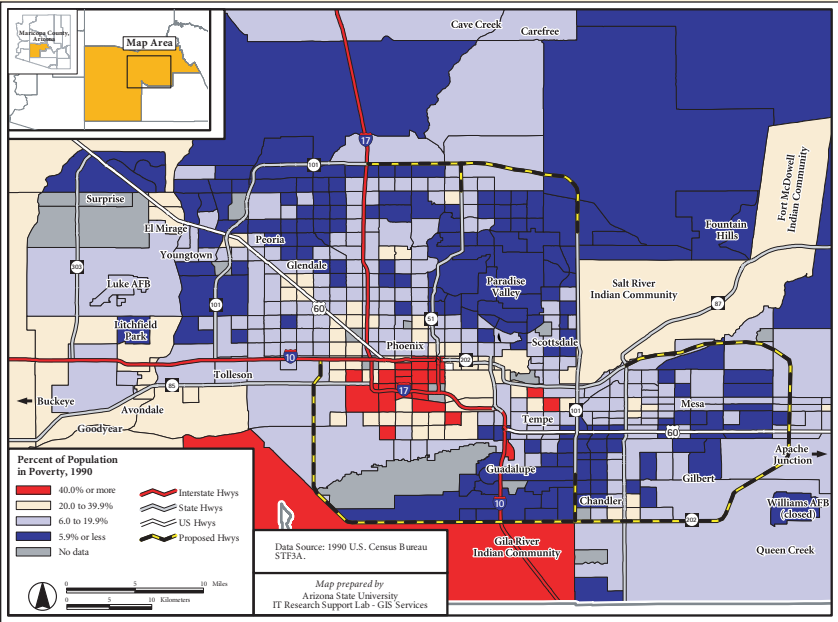 Maricopa County,
Arizona
Map Area
Cave Creek
Carefree
17
101
Fort McDowell
Indian Community
Surprise
El Mirage
Peoria
Fountain
Hills
Youngtown
Glendale
303
Luke AFB
Paradise
Valley
Salt River
Indian Community
101
60
87
51
Litchfield
Park
Phoenix
Scottsdale
10
202
Tolleson
85
17
Buckeye
Avondale
Goodyear
Tempe
101
Mesa
60
Apache
Junction
Guadalupe
Gilbert
10
Chandler
Williams AFB
(closed)
202
Gila River
Indian Community
Queen Creek
Percent of Population
in Poverty, 1990
40.0% or more
20.0 to 39.9%
6.0 to 19.9%
5.9% or less
No data
Interstate Hwys
State Hwys
US Hwys
Proposed Hwys
0 5 10 Miles
0 5 10 Kilometers
Data Source: 1990 U.S. Census Bureau
STF3A.
Map prepared by
Arizona State University
IT Research Support Lab - GIS Services